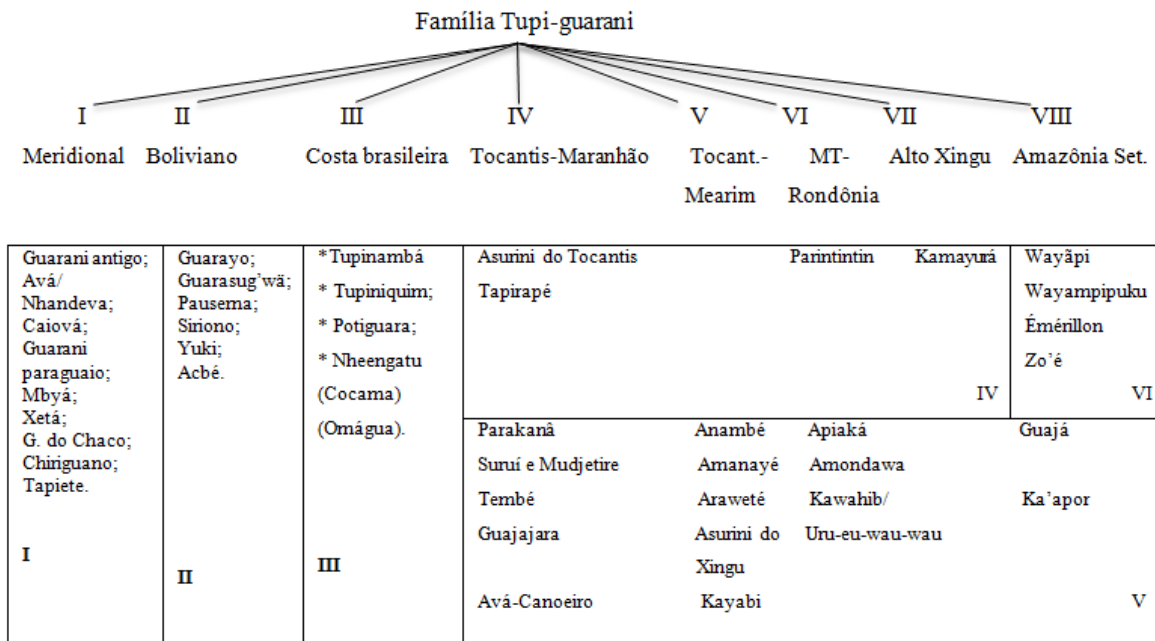 Família Tupi-guarani
I II III IV V VI VII VIII
Meridional Boliviano Costa brasileira Tocantis-Maranhão Tocant.- MT- Alto Xingu Amazônia Set.
Mearim Rondônia
Guarani antigo;
Avá/
Nhandeva;
Caiová;
Guarani
paraguaio;
Mbyá;
Xetá;
G. do Chaco;
Chiriguano;
Tapiete.
I
Guarayo;
Guarasug'wä;
Pauserna;
Siriono;
Yuki;
Acbé.
II
*Tupinambá
* Tupiniquim;
* Potiguara;
* Nheengatu
(Cocama)
(Omágua).
III
Asurini do Tocantis Parintintin Kamayurá
Tapirapé
IV
Wayãpi
Wayampipuku
Émérillon
Zo'é
VI
Parakanâ Anambé Apiaká Guajá
Suruí e Mudjetire Amanayé Amondawa
Tembé Araweté Kawahib/ Ka'apor
Guajajara Asurini do Uru-eu-wau-wau
Xingu
Avá-Canoeiro Kayabi V